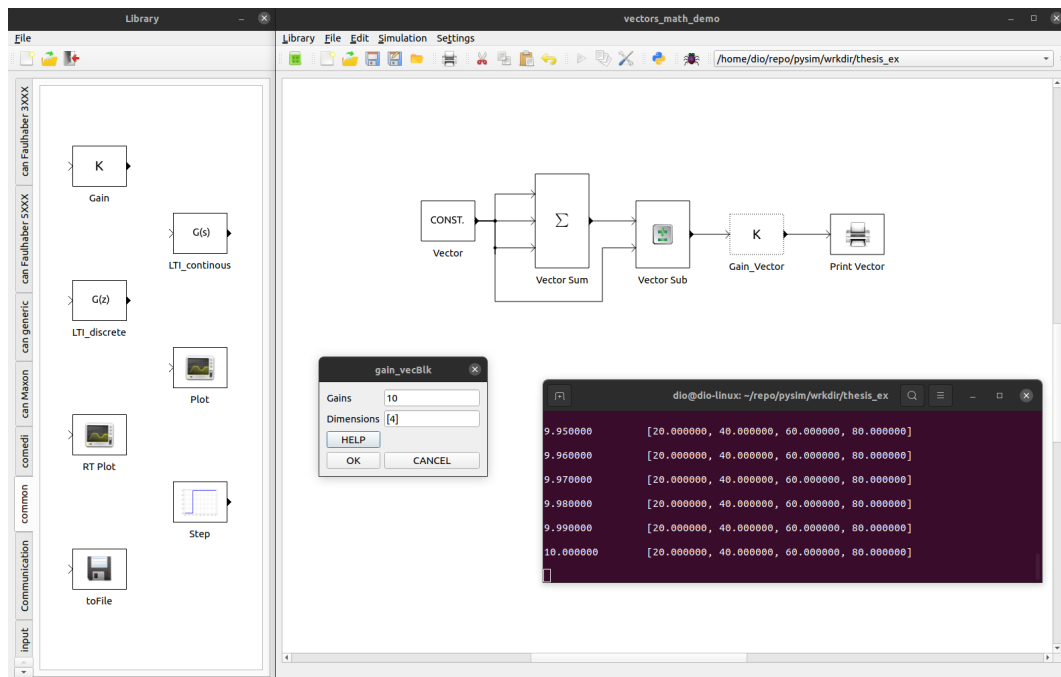 Library
File
can Faulhaber 3XXX
can Faulhaber 5XXX
can generic
can Maxon
comedi
common
Communication
input
K
Gain
G(s)
LTI_continous
G(z)
LTI_discrete
Plot
RT Plot
Step
toFile
vectors_math_demo
Library File Edit Simulation Settings
/home/dio/repo/pysim/wrkdir/thesis_ex
CONST.
Vector
Σ
Vector Sum
Vector Sub
K
Gain_Vector
Print Vector
gain_vecBlk
Gains 10
Dimensions [4]
HELP
OK CANCEL
dio@dio-linux: ~/repo/pysim/wrkdir/thesis_ex
9.950000 [20.000000, 40.000000, 60.000000, 80.000000]
9.960000 [20.000000, 40.000000, 60.000000, 80.000000]
9.970000 [20.000000, 40.000000, 60.000000, 80.000000]
9.980000 [20.000000, 40.000000, 60.000000, 80.000000]
9.990000 [20.000000, 40.000000, 60.000000, 80.000000]
10.000000 [20.000000, 40.000000, 60.000000, 80.000000]